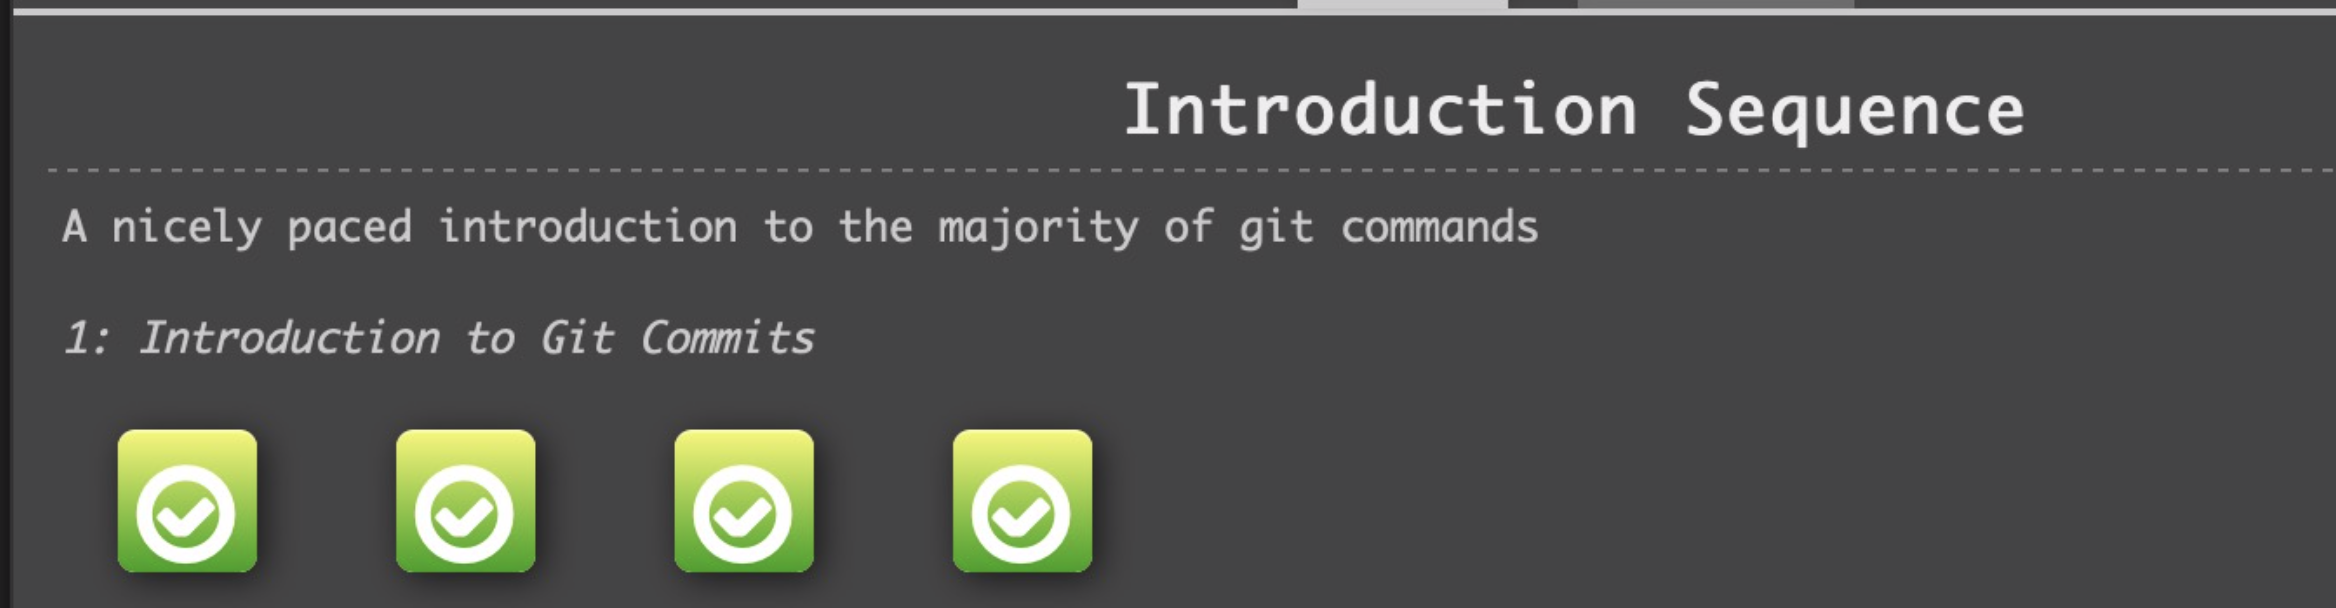 Introduction Sequence
A nicely paced introduction to the majority of git commands
1: Introduction to Git Commits